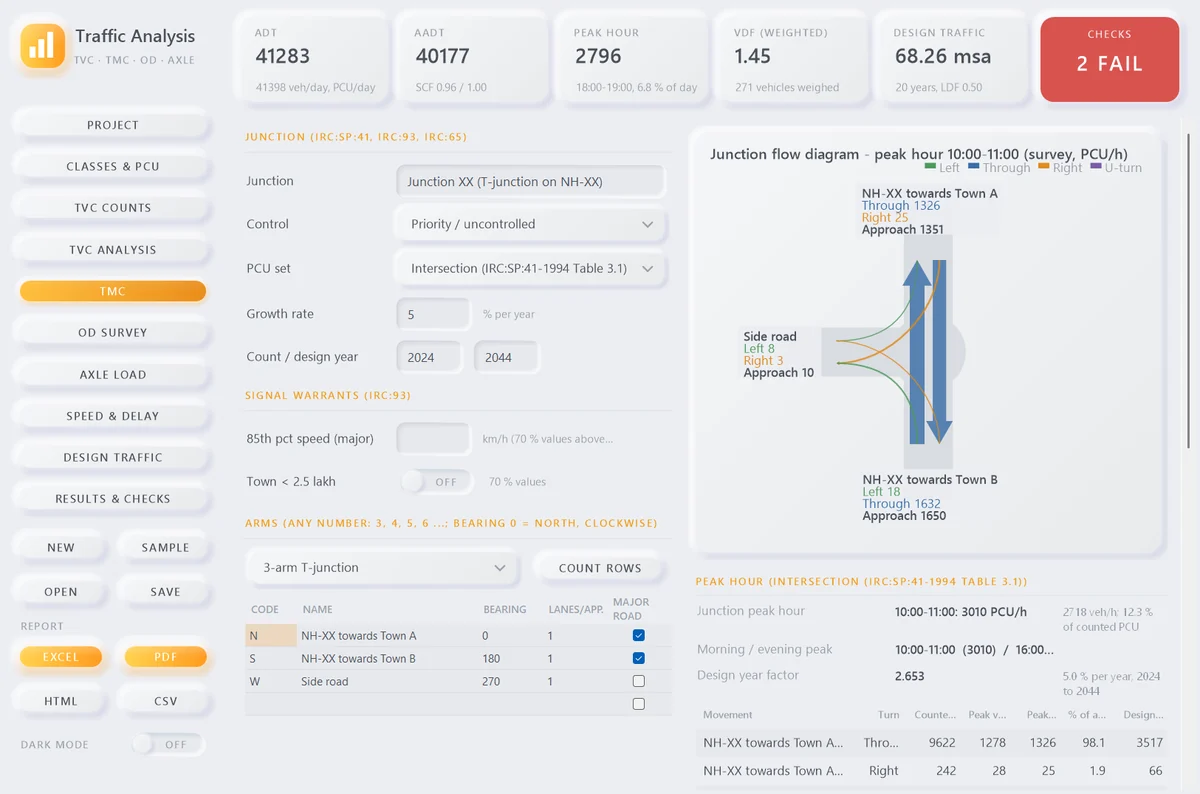 Traffic Analysis
TVC · TMC · OD · AXLE
ADT
41283
41398 veh/day, PCU/day
AADT
40177
SCF 0.96 / 1.00
PEAK HOUR
2796
18:00-19:00, 6.8 % of day
VDF (WEIGHTED)
1.45
271 vehicles weighed
DESIGN TRAFFIC
68.26 msa
20 years, LDF 0.50
CHECKS
2 FAIL
PROJECT
CLASSES & PCU
TVC COUNTS
TVC ANALYSIS
TMC
OD SURVEY
AXLE LOAD
SPEED & DELAY
DESIGN TRAFFIC
RESULTS & CHECKS
NEW SAMPLE
OPEN SAVE
REPORT
EXCEL PDF
HTML CSV
DARK MODE OFF
JUNCTION (IRC:SP:41, IRC:93, IRC:65)
Junction Junction XX (T-junction on NH-XX)
Control Priority / uncontrolled
PCU set Intersection (IRC:SP:41-1994 Table 3.1)
Growth rate 5 % per year
Count / design year 2024 2044
SIGNAL WARRANTS (IRC:93)
85th pct speed (major) km/h (70 % values above...
Town < 2.5 lakh OFF 70 % values
ARMS (ANY NUMBER: 3, 4, 5, 6 ...; BEARING 0 = NORTH, CLOCKWISE)
3-arm T-junction COUNT ROWS
CODE NAME BEARING LANES/APP. MAJOR ROAD
N NH-XX towards Town A 0 1
S NH-XX towards Town B 180 1
W Side road 270 1
Junction flow diagram - peak hour 10:00-11:00 (survey, PCU/h)
Left Through Right U-turn
NH-XX towards Town A
Through 1326
Right 25
Approach 1351
Side road
Left 8
Right 3
Approach 10
NH-XX towards Town B
Left 18
Through 1632
Approach 1650
PEAK HOUR (INTERSECTION (IRC:SP:41-1994 TABLE 3.1))
Junction peak hour 10:00-11:00: 3010 PCU/h 2718 veh/h; 12.3 %
of counted PCU
Morning / evening peak 10:00-11:00 (3010) / 16:00...
Design year factor 2.653 5.0 % per year, 2024
to 2044
Movement Turn Counte... Peak v... Peak... % of a... Design...
NH-XX towards Town A... Thro... 9622 1278 1326 98.1 3517
NH-XX towards Town A... Right 242 28 25 1.9 66